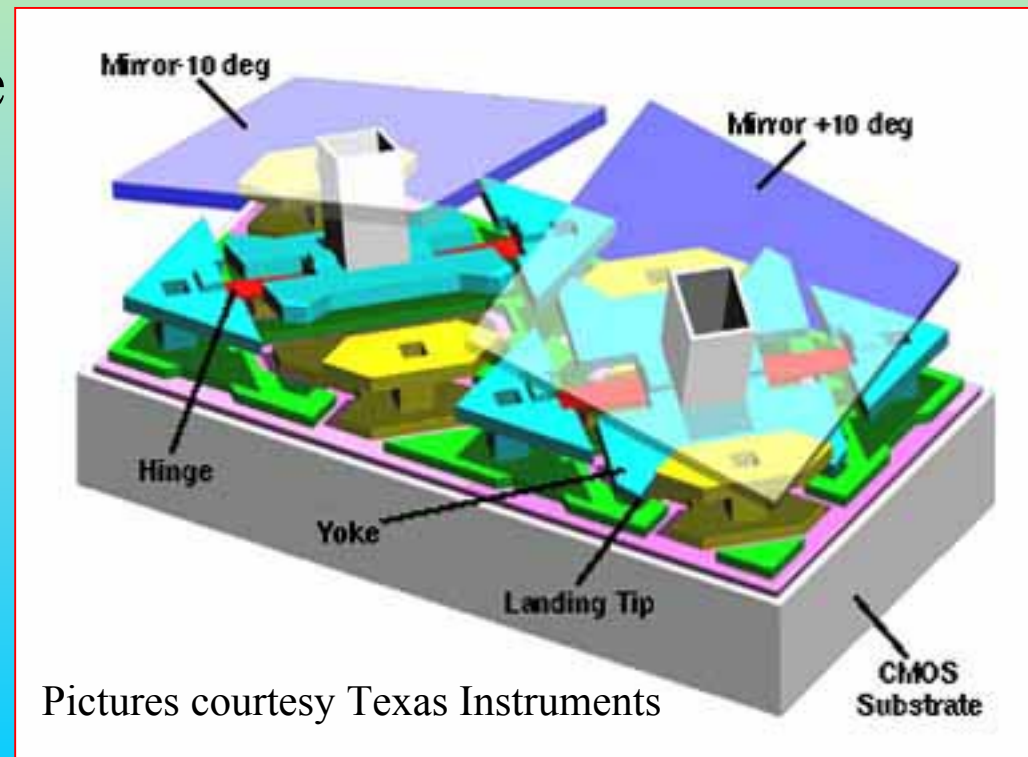 Mirror-10 deg
Mirror +10 deg
Hinge
Yoke
Landing Tip
CMOS
Substrate
Pictures courtesy Texas Instruments